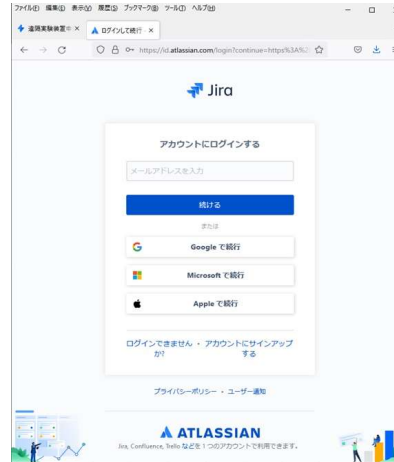 ファイル(F) 編集(E) 表示(V) 履歴(S) ブックマーク(B) ツール(T) ヘルプ(H)
遠隔実験装置 ログインして続行
https://id.atlassian.com/login?continue=https%3A%2
Jira
アカウントにログインする
メールアドレスを入力
続ける
または
Google で続行
Microsoft で続行
Apple で続行
ログインできません ・ アカウントにサインアップ
か? する
プライバシーポリシー ・ ユーザー通知
ATLASSIAN
Jira, Confluence, Trello などを 1 つのアカウントで利用できます。